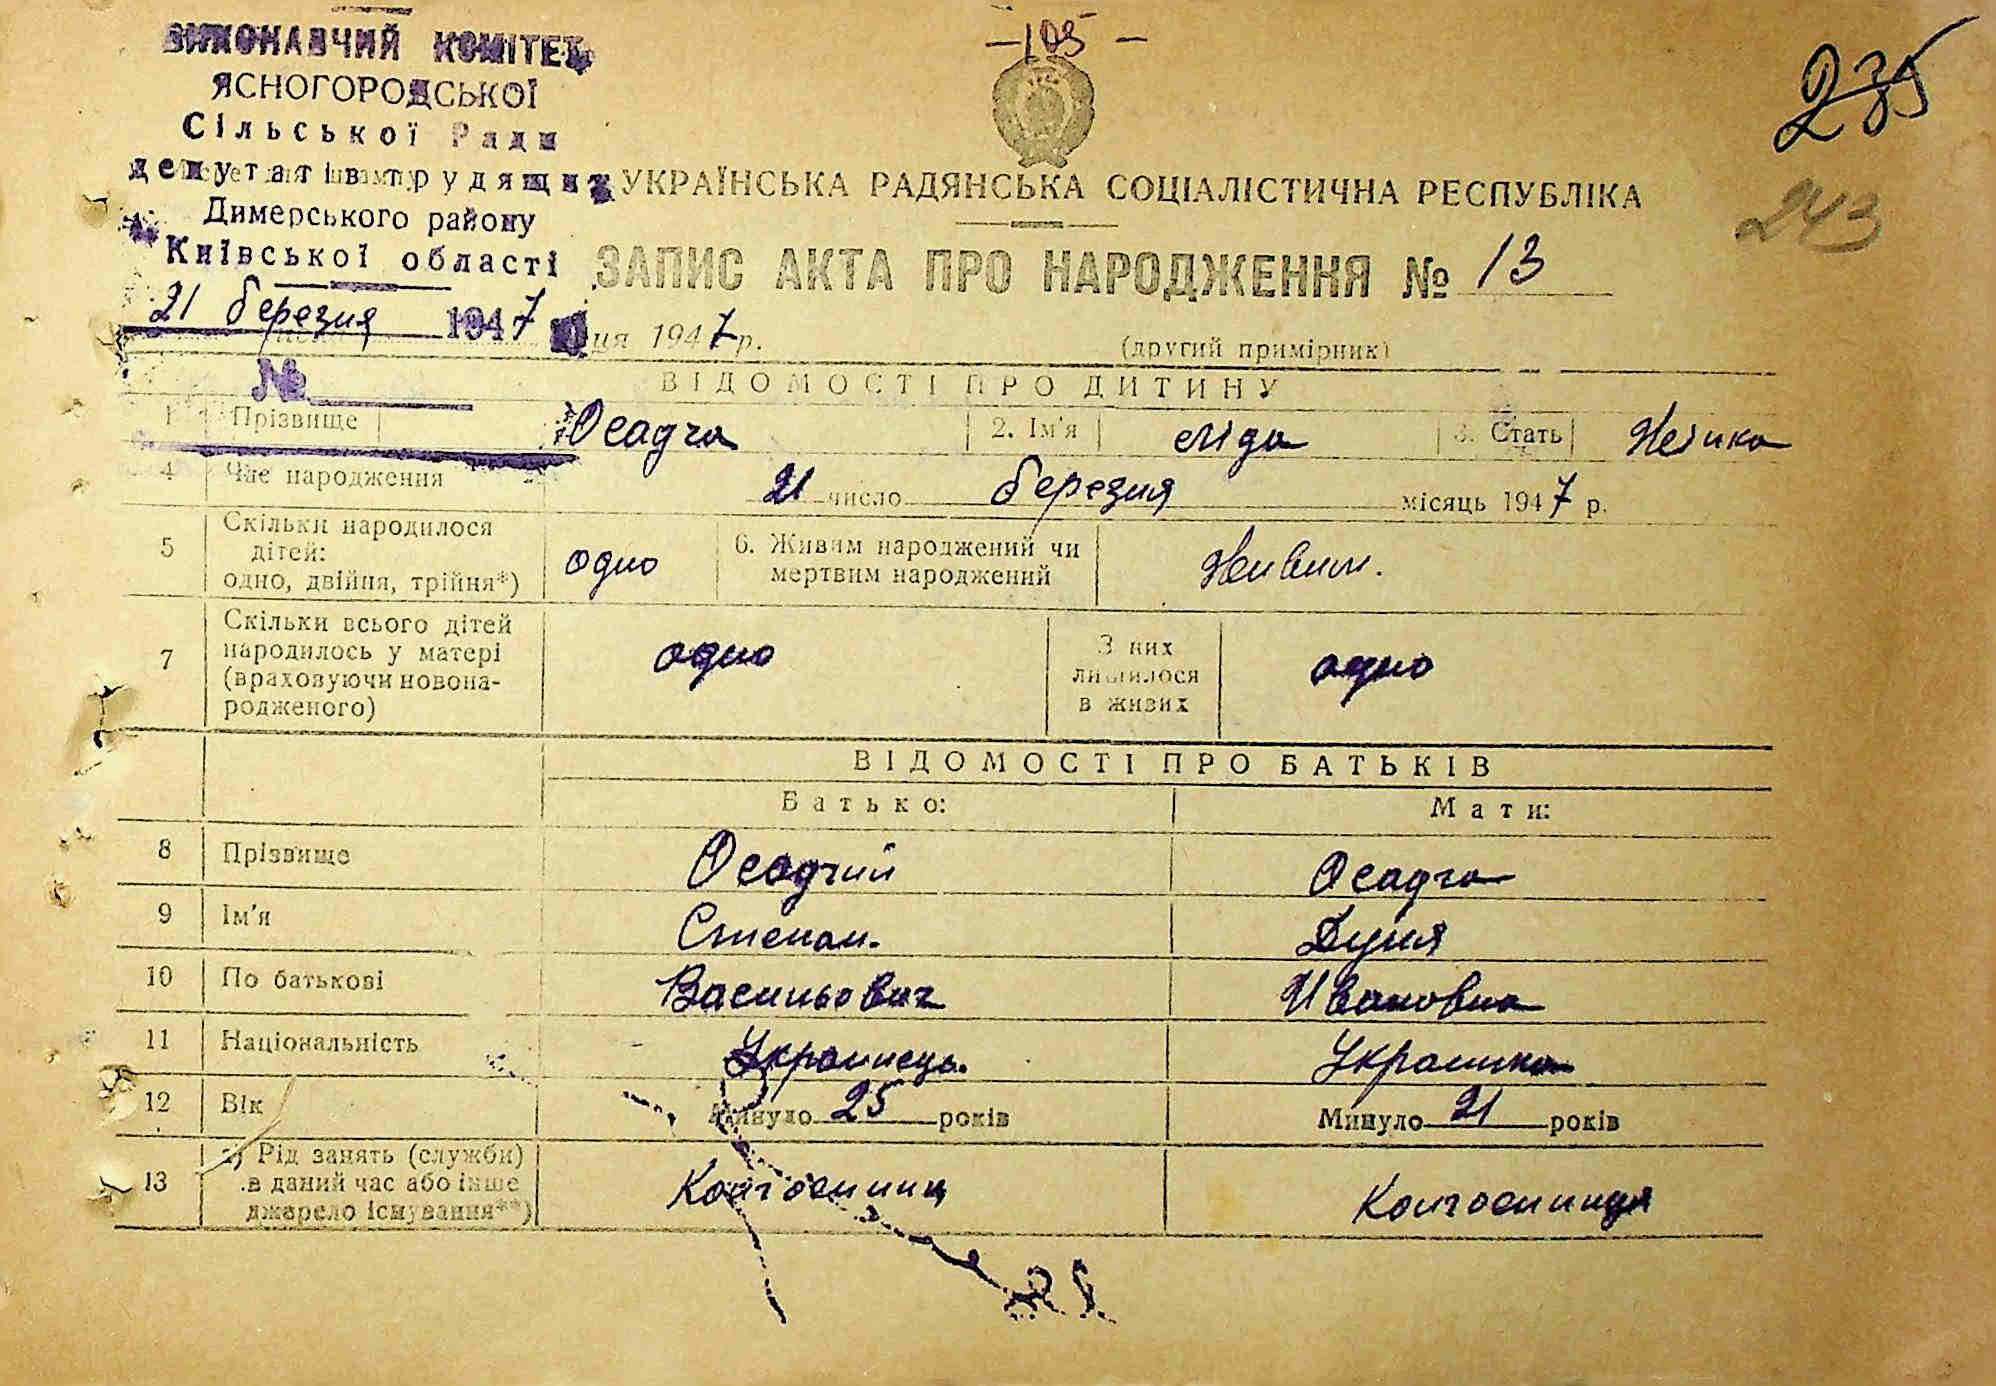 — 105 —
235
243
ВИКОНАВЧИЙ КОМІТЕТ
ЯСНОГОРОДСЬКОЇ
Сільської Ради
депутатів трудящих
Димерського району
Київської області
21 березня 1947
№
УКРАЇНСЬКА РАДЯНСЬКА СОЦІАЛІСТИЧНА РЕСПУБЛІКА
ЗАПИС АКТА ПРО НАРОДЖЕННЯ № 13
ця 1947 р.
(другий примірник)
ВІДОМОСТІ ПРО ДИТИНУ
1 Прізвище Осадча 2. Ім'я Ліда 3. Стать Жінка
4 Час народження 21 число березня місяць 1947 р.
5 Скільки народилося дітей: одно, двійня, трійня*) одно 6. Живим народжений чи мертвим народжений Живим.
7 Скільки всього дітей народилось у матері (враховуючи новонародженого) одно З них лишилося в живих одно
ВІДОМОСТІ ПРО БАТЬКІВ
Батько: Мати:
8 Прізвище Осадчий Осадча
9 Ім'я Степан. Дуня
10 По батькові Васильович Ивановна
11 Національність Украинець. Украинка
12 Вік Минуло 25 років Минуло 21 років
13 а) Рід занять (служби) в даний час або інше джерело існування**) Колгоспник Колгоспниця